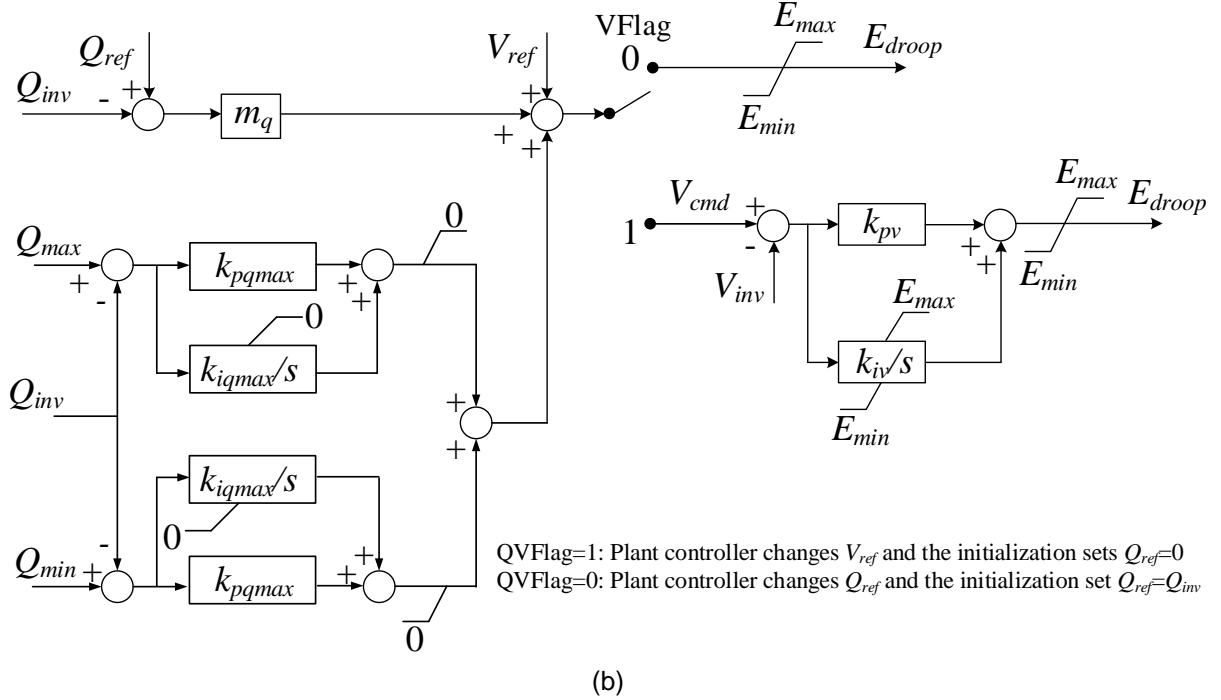 Q_ref
V_ref
VFlag
0
E_max
E_droop
Q_inv
-
+
m_q
+
+
+
E_min
Q_max
+
-
k_pqmax
+
+
0
k_iqmax/s
0
Q_inv
+
+
1
V_cmd
+
-
V_inv
k_pv
+
+
E_max
E_droop
E_min
E_max
k_iv/s
E_min
k_iqmax/s
0
-
Q_min
+
k_pqmax
+
+
0
QVFlag=1: Plant controller changes V_ref and the initialization sets Q_ref=0
QVFlag=0: Plant controller changes Q_ref and the initialization set Q_ref=Q_inv
(b)